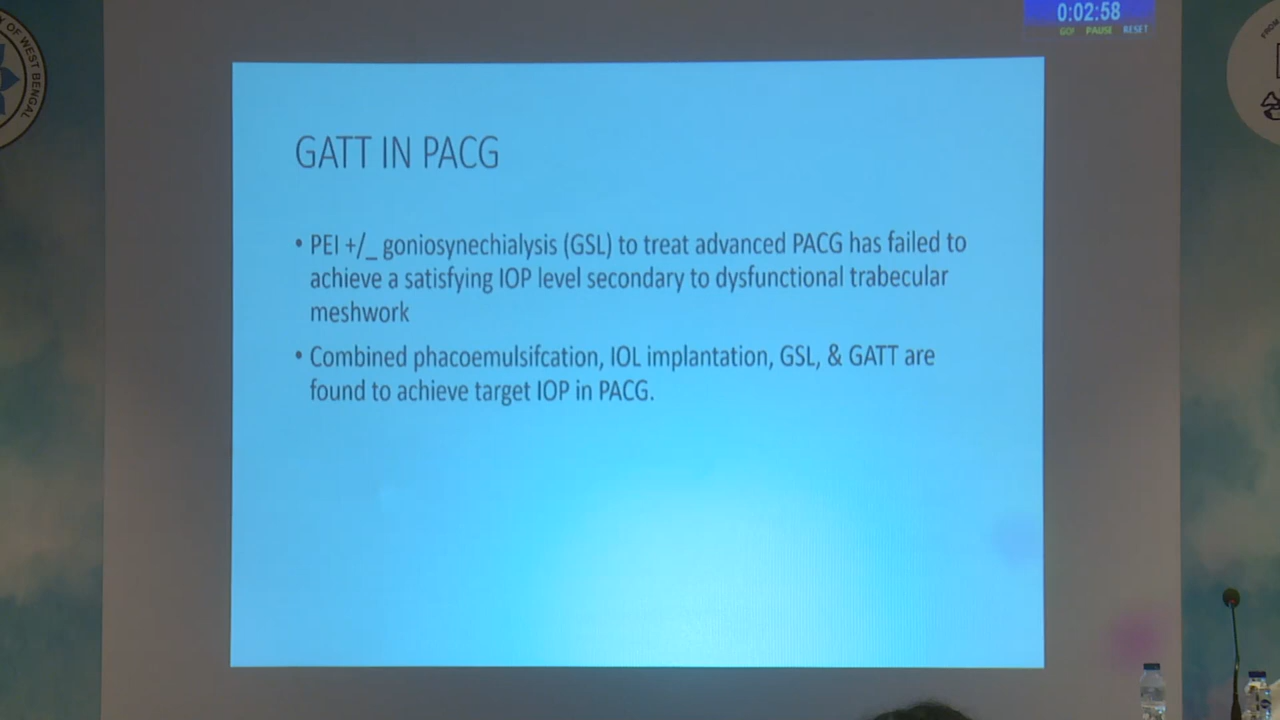 0:02:58
GO! PAUSE RESET
OF WEST BENGAL
FROM
GATT IN PACG
• PEI +/_ goniosynechialysis (GSL) to treat advanced PACG has failed to
achieve a satisfying IOP level secondary to dysfunctional trabecular
meshwork
• Combined phacoemulsifcation, IOL implantation, GSL, & GATT are
found to achieve target IOP in PACG.